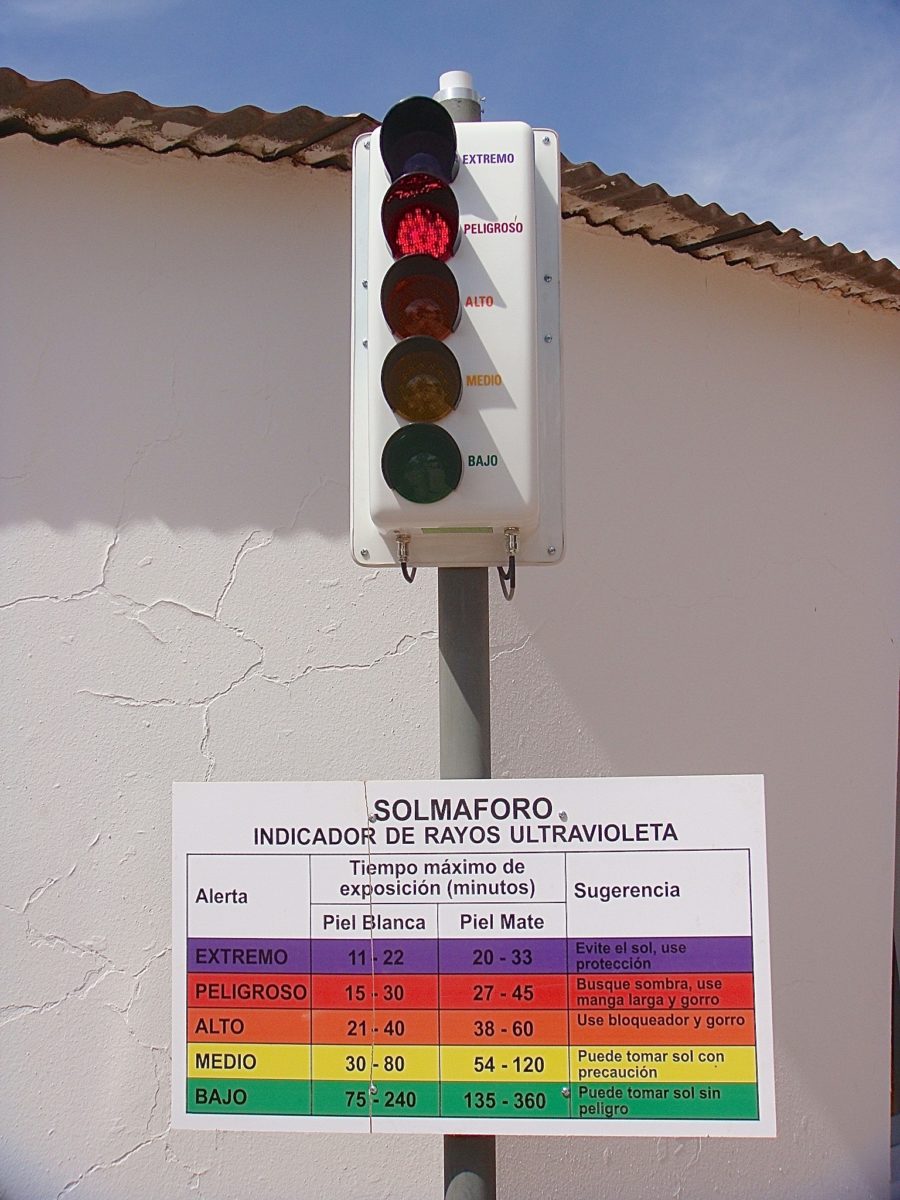 EXTREMO
PELIGROSO
ALTO
MEDIO
BAJO
SOLMAFORO
INDICADOR DE RAYOS ULTRAVIOLETA
Alerta
Tiempo máximo de
exposición (minutos)
Sugerencia
Piel Blanca
Piel Mate
EXTREMO
11 - 22
20 - 33
Evite el sol, use
protección
PELIGROSO
15 - 30
27 - 45
Busque sombra, use
manga larga y gorro
ALTO
21 - 40
38 - 60
Use bloqueador y gorro
MEDIO
30 - 80
54 - 120
Puede tomar sol con
precaución
BAJO
75 - 240
135 - 360
Puede tomar sol sin
peligro